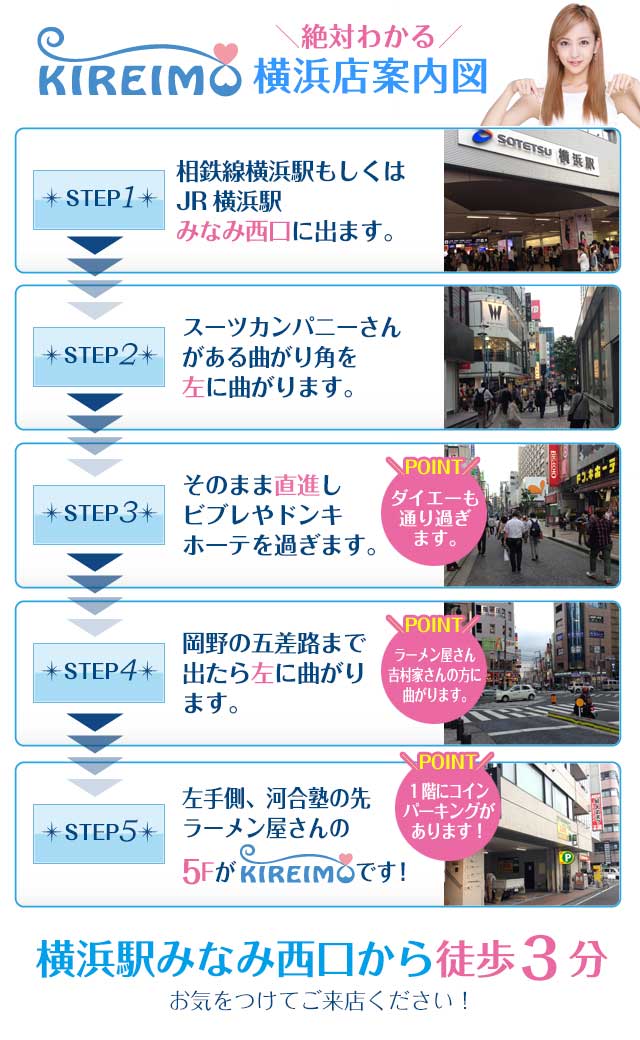 絶対わかる
KIREIMO 横浜店案内図
STEP1
相鉄線横浜駅もしくは
JR横浜駅
みなみ西口に出ます。
SOTETSU 横浜駅
STEP2
スーツカンパニーさん
がある曲がり角を
左に曲がります。
W
STEP3
そのまま直進し
ビブレやドンキ
ホーテを過ぎます。
POINT
ダイエーも
通り過ぎ
ます。
ドン・キホーテ
STEP4
岡野の五差路まで
出たら左に曲がり
ます。
POINT
ラーメン屋さん
吉村家さんの方に
曲がります。
STEP5
左手側、河合塾の先
ラーメン屋さんの
5FがKIREIMOです!
POINT
1階にコイン
パーキングが
あります!
P
横浜駅みなみ西口から徒歩3分
お気をつけてご来店ください!